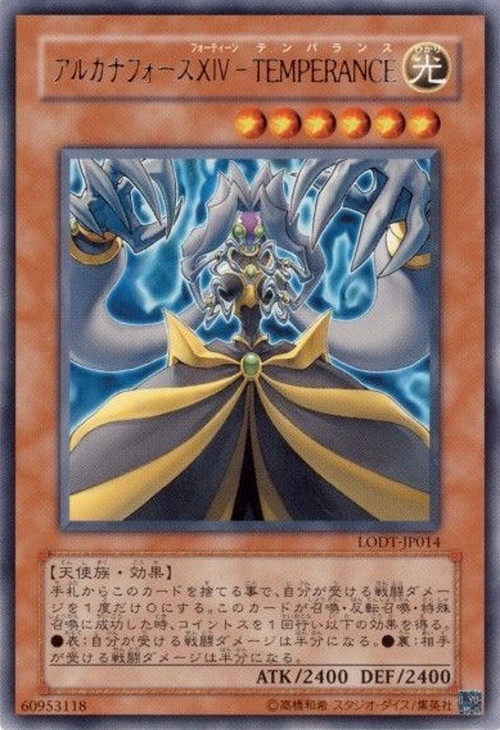 フォーティーン テンパランス
アルカナフォースXIV－TEMPERANCE
ひかり
光
LODT-JP014
【天使族・効果】
手札からこのカードを捨てる事で、自分が受ける戦闘ダメー
ジを１度だけ０にする。このカードが召喚・反転召喚・特殊
召喚に成功した時、コイントスを１回行い以下の効果を得る。
●表：自分が受ける戦闘ダメージは半分になる。●裏：相手
が受ける戦闘ダメージは半分になる。
ATK/2400 DEF/2400
60953118
©高橋和希 スタジオ・ダイス/集英社